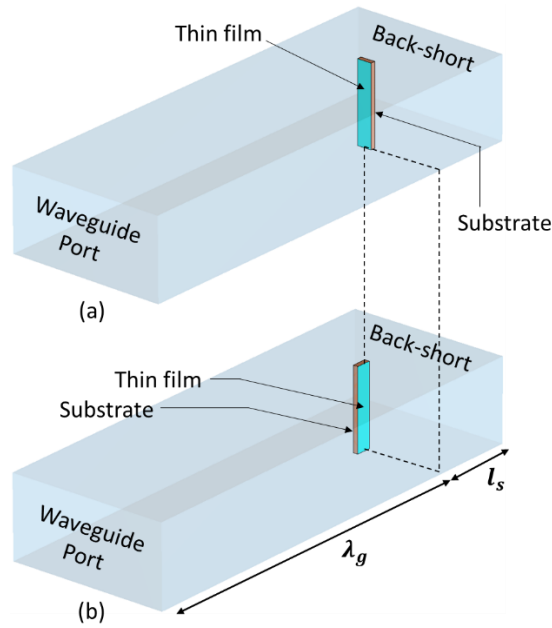 Thin film
Back-short
Waveguide
Port
Substrate
(a)
Back-short
Thin film
Substrate
Waveguide
Port
l_s
λ_g
(b)